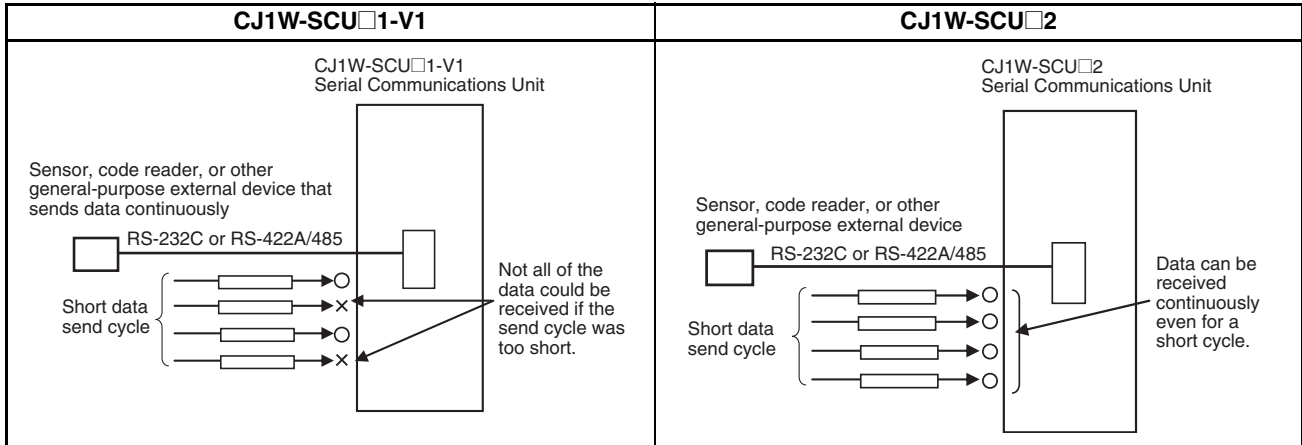 CJ1W-SCU□1-V1
CJ1W-SCU□2
CJ1W-SCU□1-V1
Serial Communications Unit
Sensor, code reader, or other
general-purpose external device that
sends data continuously
RS-232C or RS-422A/485
Short data
send cycle
Not all of the
data could be
received if the
send cycle was
too short.
CJ1W-SCU□2
Serial Communications Unit
Sensor, code reader, or other
general-purpose external device
RS-232C or RS-422A/485
Short data
send cycle
Data can be
received
continuously
even for a
short cycle.